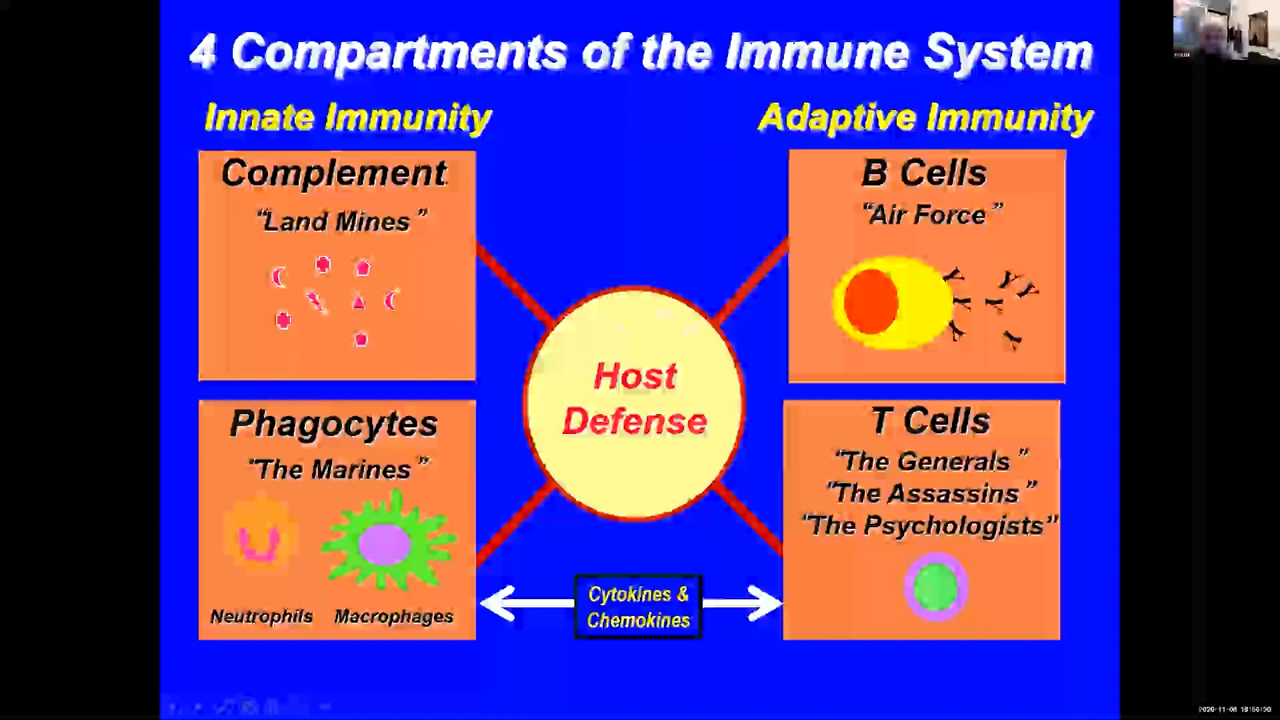 4 Compartments of the Immune System
Innate Immunity
Adaptive Immunity
Complement
"Land Mines"
B Cells
"Air Force"
Host
Defense
Phagocytes
"The Marines"
Neutrophils Macrophages
T Cells
"The Generals"
"The Assassins"
"The Psychologists"
Cytokines &
Chemokines